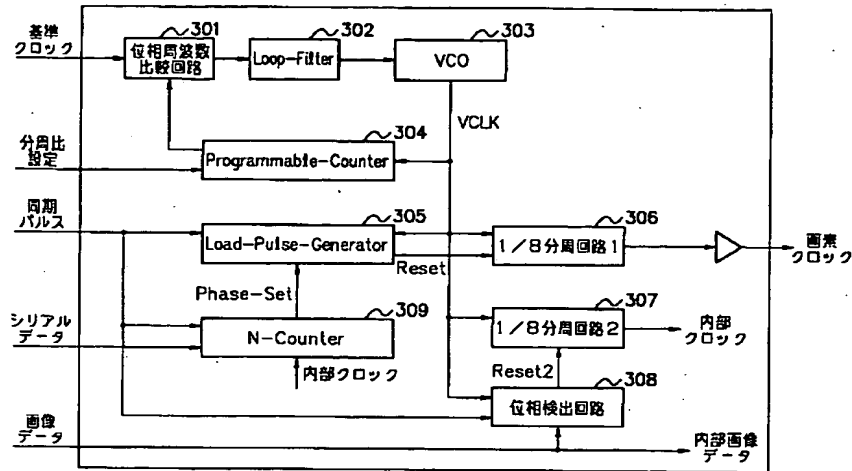 基準
クロック
301
位相周波数
比較回路
302
Loop-Filter
303
VCO
VCLK
分周比
設定
304
Programmable-Counter
同期
パルス
305
Load-Pulse-Generator
Reset
306
1/8分周回路1
画素
クロック
Phase-Set
シリアル
データ
309
N-Counter
内部クロック
307
1/8分周回路2
内部
クロック
Reset2
308
位相検出回路
画像
データ
内部画像
データ